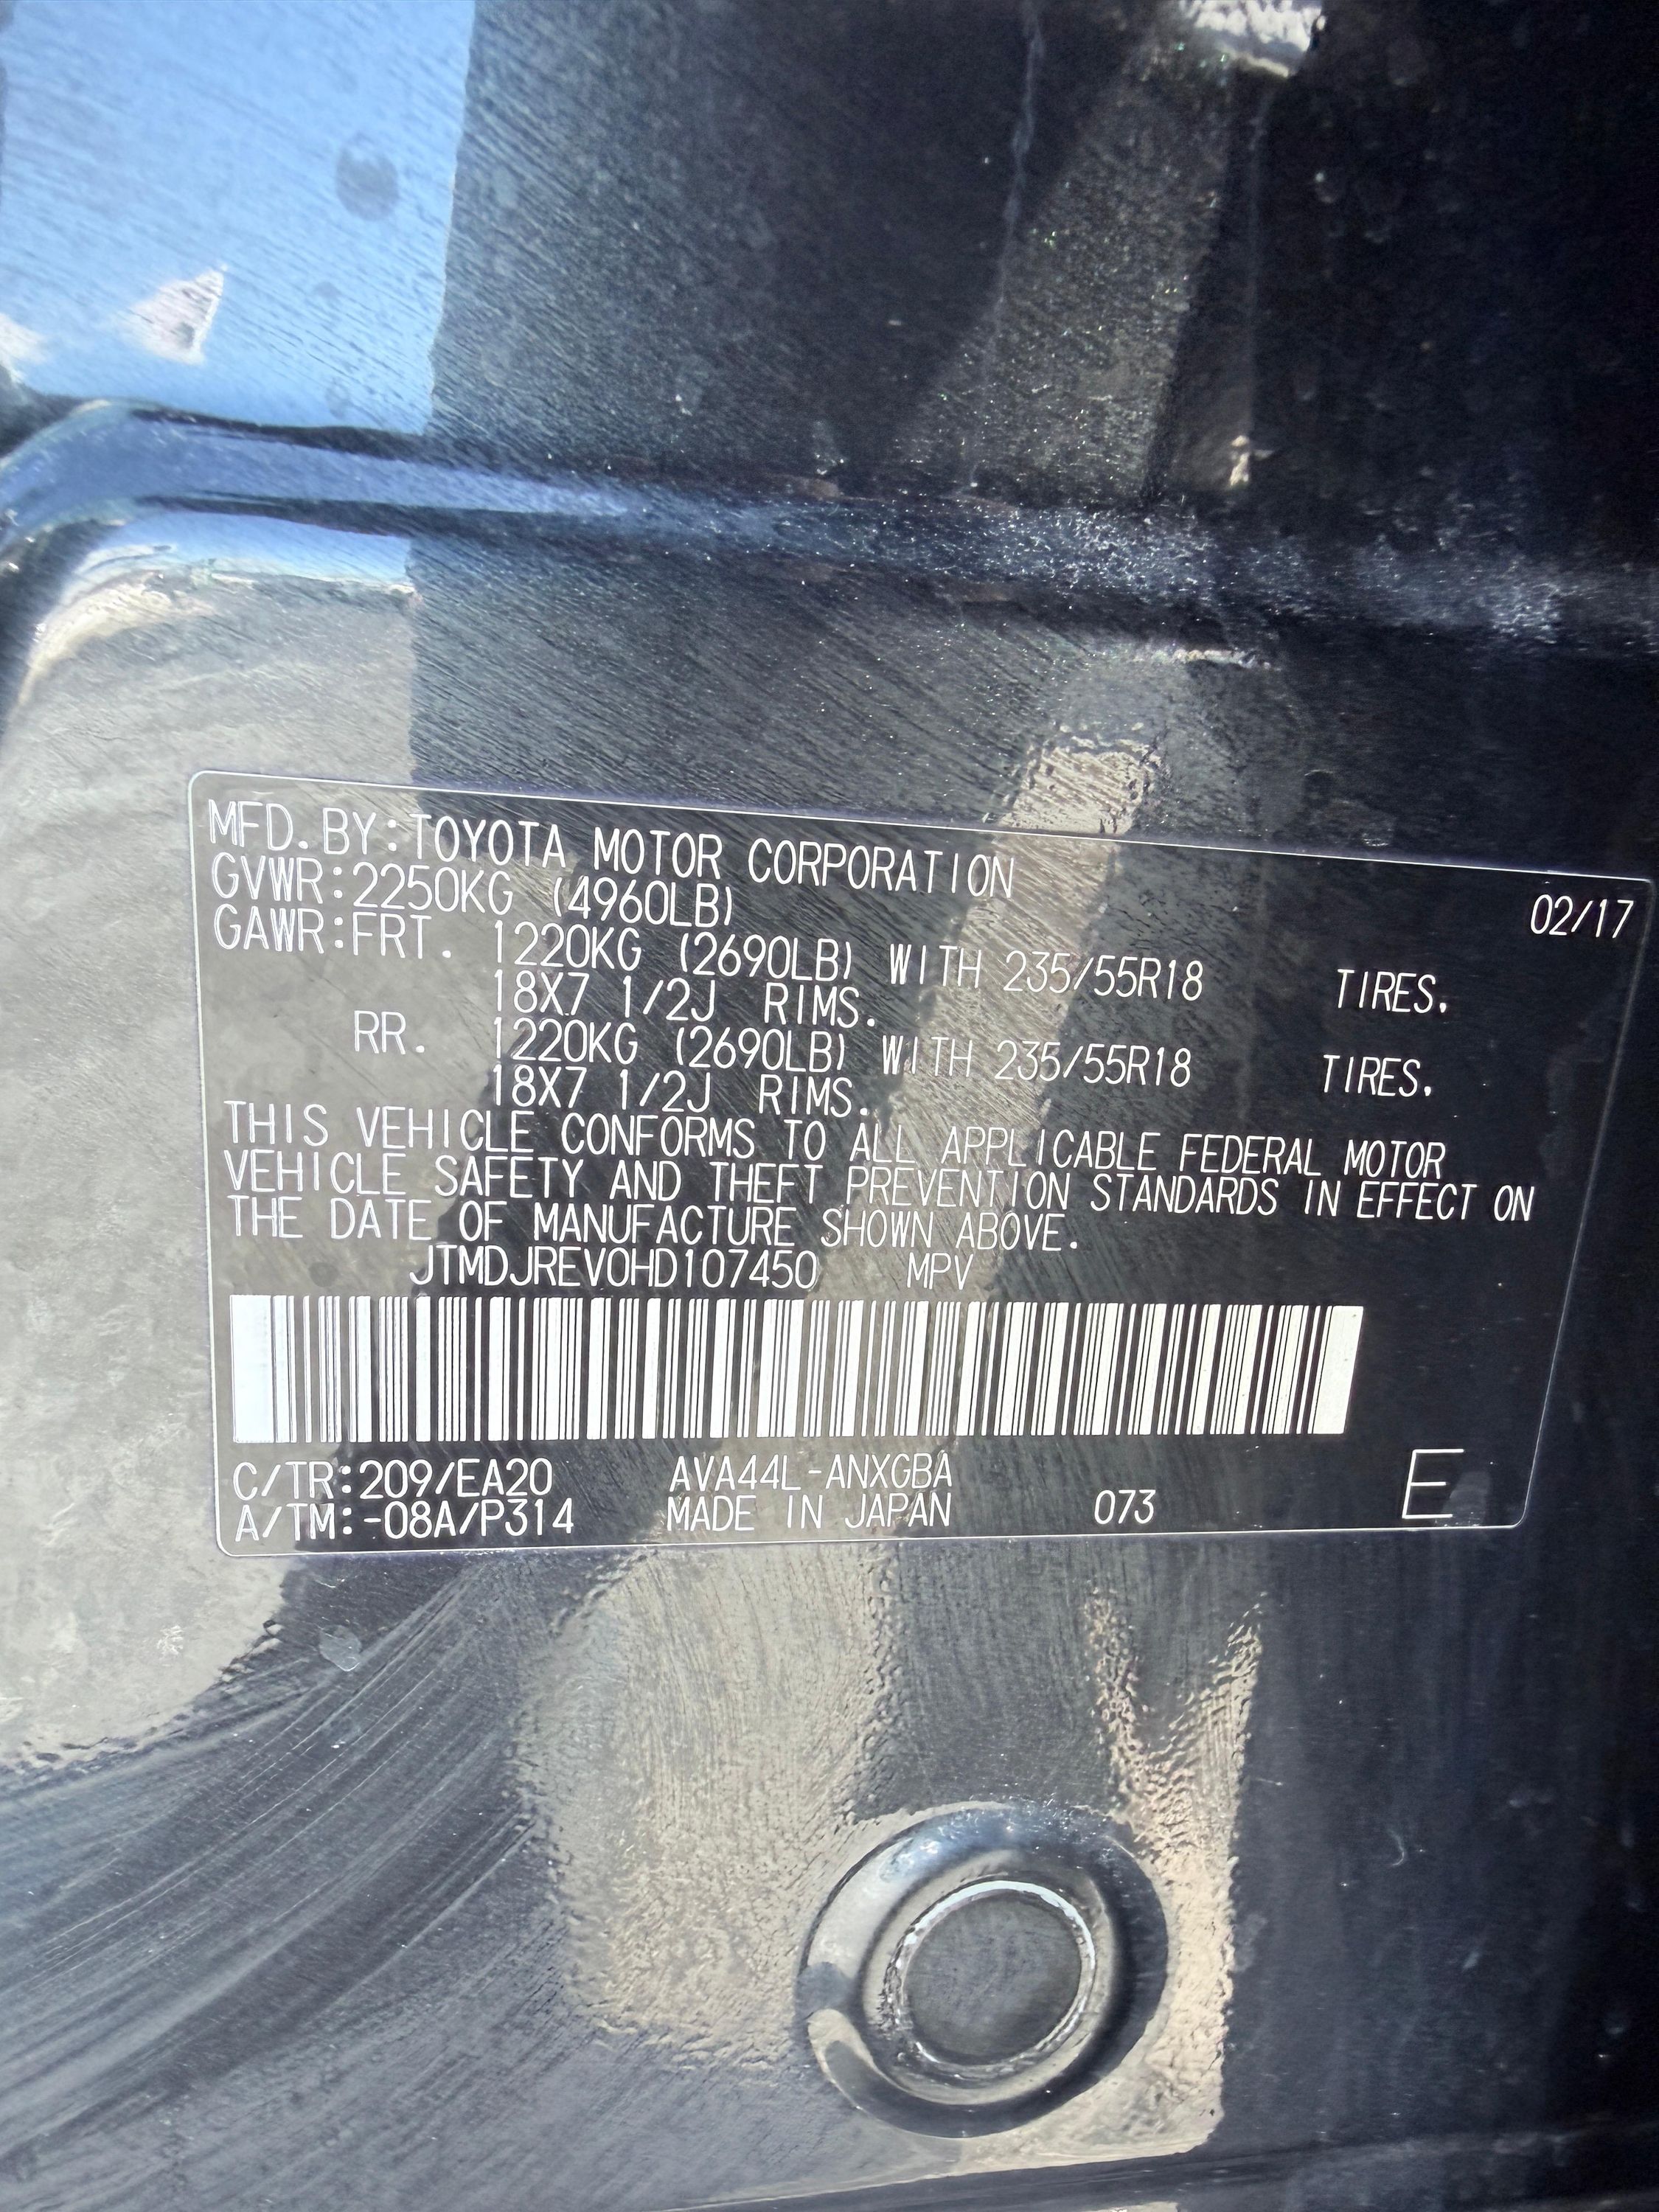 MFD.BY:TOYOTA MOTOR CORPORATION 02/17
GVWR:2250KG (4960LB)
GAWR:FRT. 1220KG (2690LB) WITH 235/55R18 TIRES.
18X7 1/2J RIMS.
RR. 1220KG (2690LB) WITH 235/55R18 TIRES.
18X7 1/2J RIMS.
THIS VEHICLE CONFORMS TO ALL APPLICABLE FEDERAL MOTOR
VEHICLE SAFETY AND THEFT PREVENTION STANDARDS IN EFFECT ON
THE DATE OF MANUFACTURE SHOWN ABOVE.
JTMDJREV0HD107450 MPV
C/TR:209/EA20 AVA44L-ANXGBA
A/TM:-08A/P314 MADE IN JAPAN 073 E